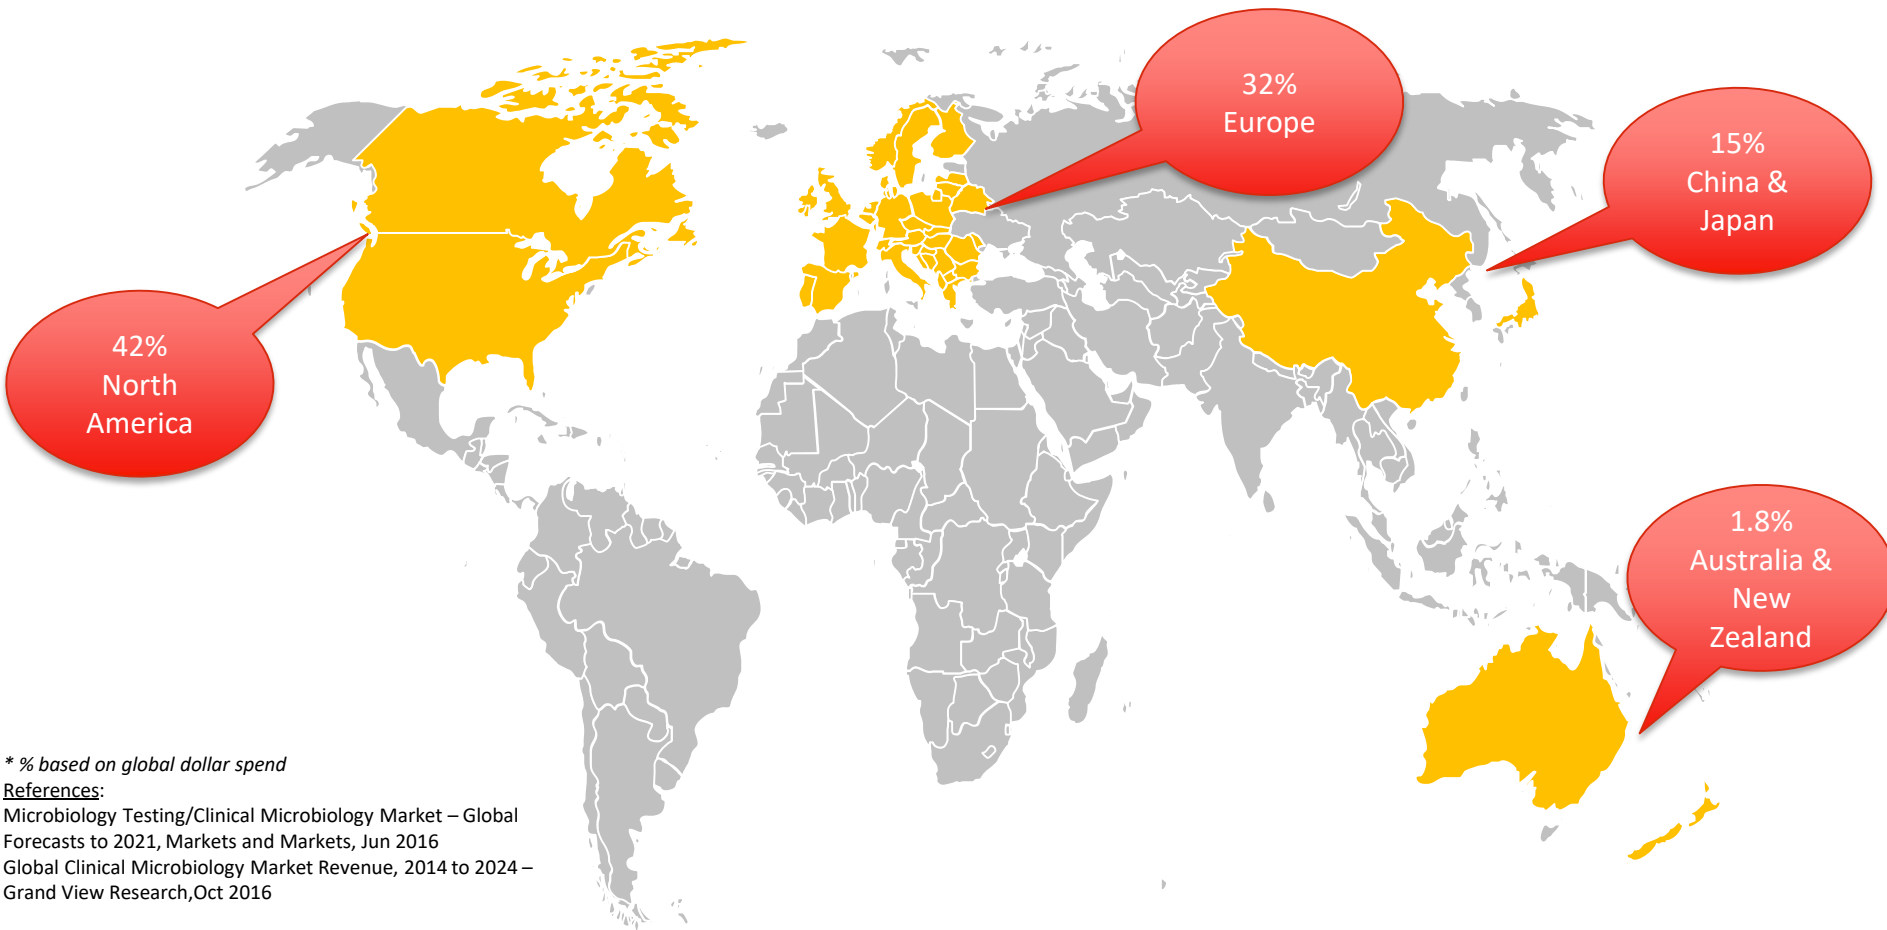 32%
Europe
15%
China &
Japan
42%
North
America
1.8%
Australia &
New
Zealand
* % based on global dollar spend
References:
Microbiology Testing/Clinical Microbiology Market – Global
Forecasts to 2021, Markets and Markets, Jun 2016
Global Clinical Microbiology Market Revenue, 2014 to 2024 –
Grand View Research,Oct 2016